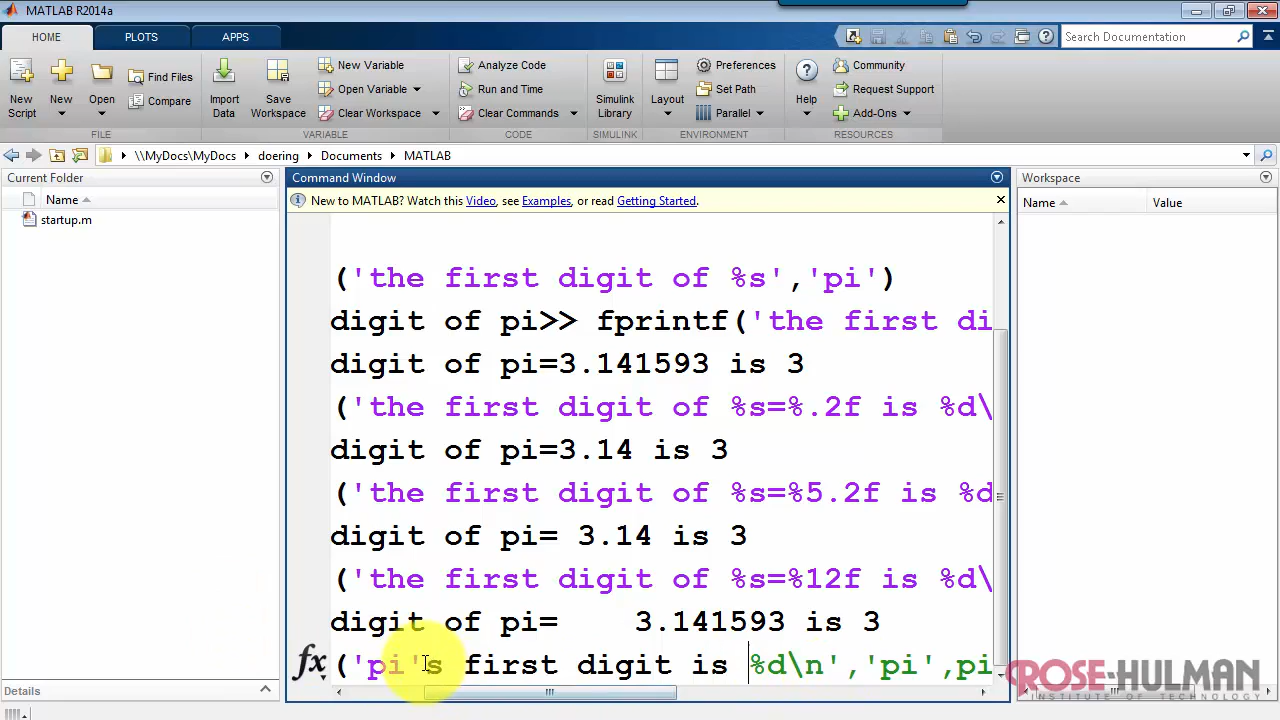 MATLAB R2014a
HOME PLOTS APPS Search Documentation
New Script New Open Find Files Compare Import Data Save Workspace New Variable Open Variable Clear Workspace Analyze Code Run and Time Clear Commands Simulink Library Layout Preferences Set Path Parallel Help Community Request Support Add-Ons
FILE VARIABLE CODE SIMULINK ENVIRONMENT RESOURCES
\\MyDocs\MyDocs doering Documents MATLAB
Current Folder
Name
startup.m
Details
Command Window
New to MATLAB? Watch this Video, see Examples, or read Getting Started.
('the first digit of %s','pi')
digit of pi>> fprintf('the first di
digit of pi=3.141593 is 3
('the first digit of %s=%.2f is %d\
digit of pi=3.14 is 3
('the first digit of %s=%5.2f is %d
digit of pi= 3.14 is 3
('the first digit of %s=%12f is %d\
digit of pi=    3.141593 is 3
fx ('pi's first digit is %d\n','pi',pi
Workspace
Name Value
ROSE-HULMAN
INSTITUTE OF TECHNOLOGY